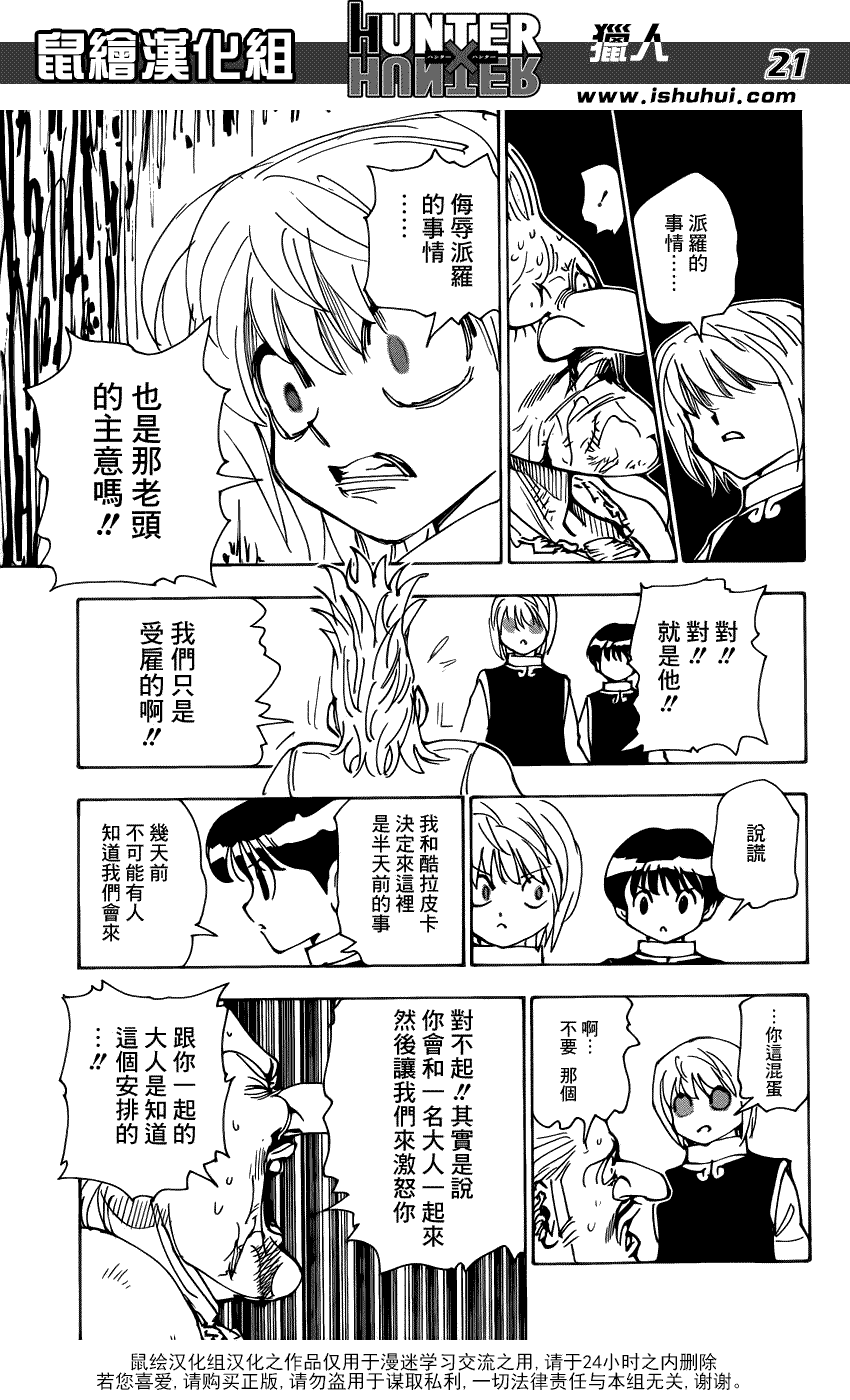 鼠繪漢化組
HUNTER×HUNTER
ハンター×ハンター
獵人
21
www.ishuhui.com
派羅的
事情……
!
侮辱派羅
的事情
……
也是那老頭
的主意嗎!!
對!!
對!!
就是他!!
我們只是
受雇的啊!!
說謊
我和酷拉皮卡
決定來這裡
是半天前的事
幾天前
不可能有人
知道我們會來
…你這混蛋
啊…
不要 那個
對不起!!其實是說
你會和一名大人一起來
然後讓我們來激怒你
跟你一起的
大人是知道
這個安排的
…!!
鼠绘汉化组汉化之作品仅用于漫迷学习交流之用,请于24小时之内删除
若您喜爱,请购买正版,请勿盗用于谋取私利,一切法律责任与本组无关,谢谢。